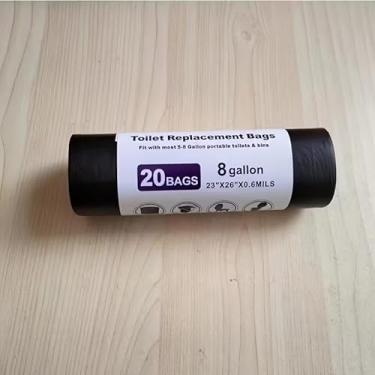 Toilet Replacement Bags
Fit with most 5-8 Gallon portable toilets & bins
20BAGS
8 gallon
23"X26"X0.6MILS